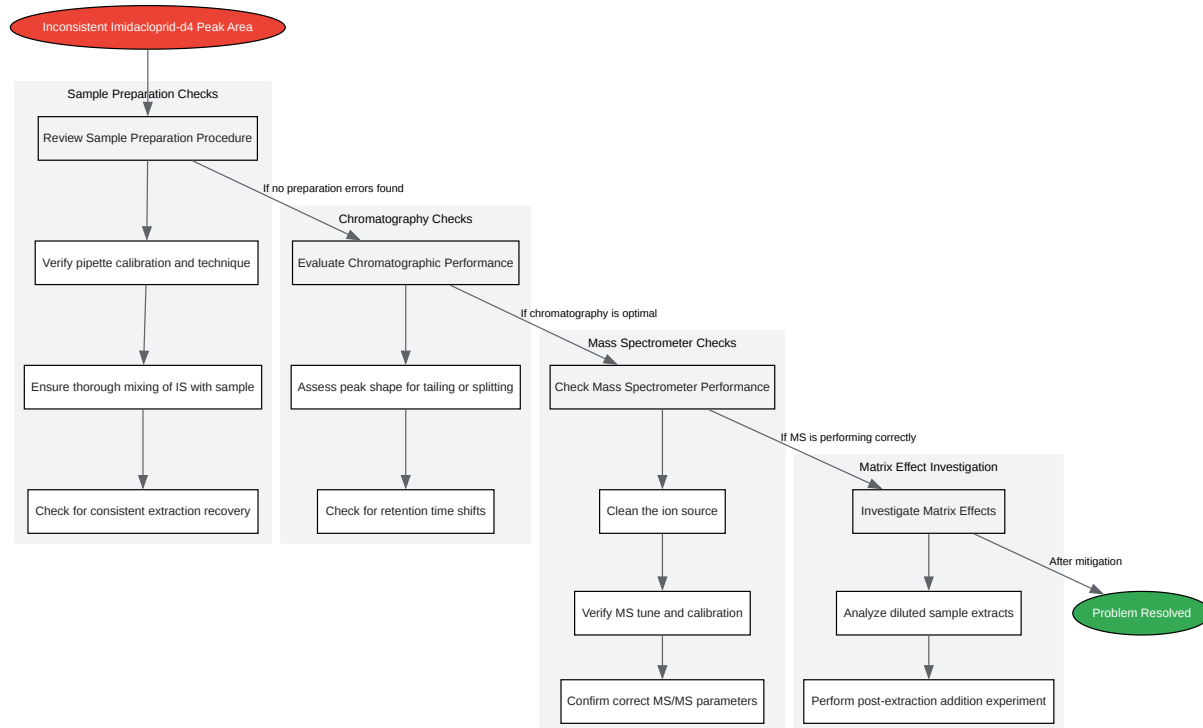 Inconsistent Imidacloprid-d4 Peak Area
Sample Preparation Checks
Review Sample Preparation Procedure
If no preparation errors found
Verify pipette calibration and technique
Ensure thorough mixing of IS with sample
Check for consistent extraction recovery
Chromatography Checks
Evaluate Chromatographic Performance
If chromatography is optimal
Assess peak shape for tailing or splitting
Check for retention time shifts
Mass Spectrometer Checks
Check Mass Spectrometer Performance
If MS is performing correctly
Clean the ion source
Verify MS tune and calibration
Confirm correct MS/MS parameters
Matrix Effect Investigation
Investigate Matrix Effects
After mitigation
Analyze diluted sample extracts
Perform post-extraction addition experiment
Problem Resolved